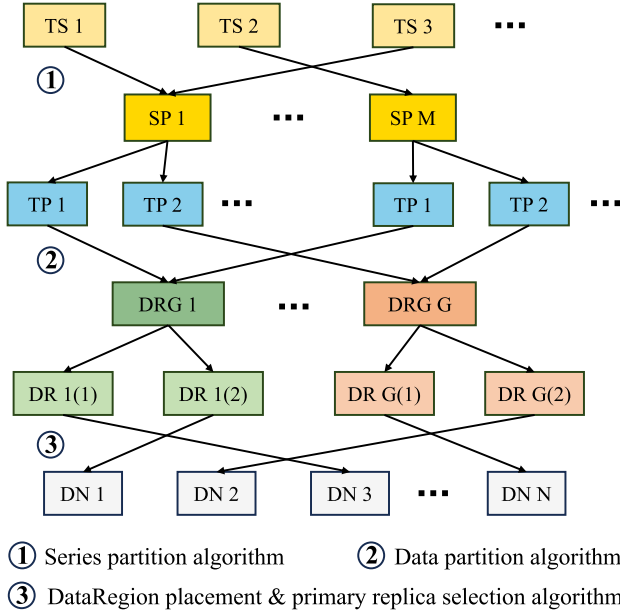 TS 1 TS 2 TS 3 ...
1
SP 1 ... SP M
TP 1 TP 2 ... TP 1 TP 2 ...
2
DRG 1 ... DRG G
DR 1(1) DR 1(2) DR G(1) DR G(2)
3
DN 1 DN 2 DN 3 ... DN N
1 Series partition algorithm 2 Data partition algorithm
3 DataRegion placement & primary replica selection algorithm